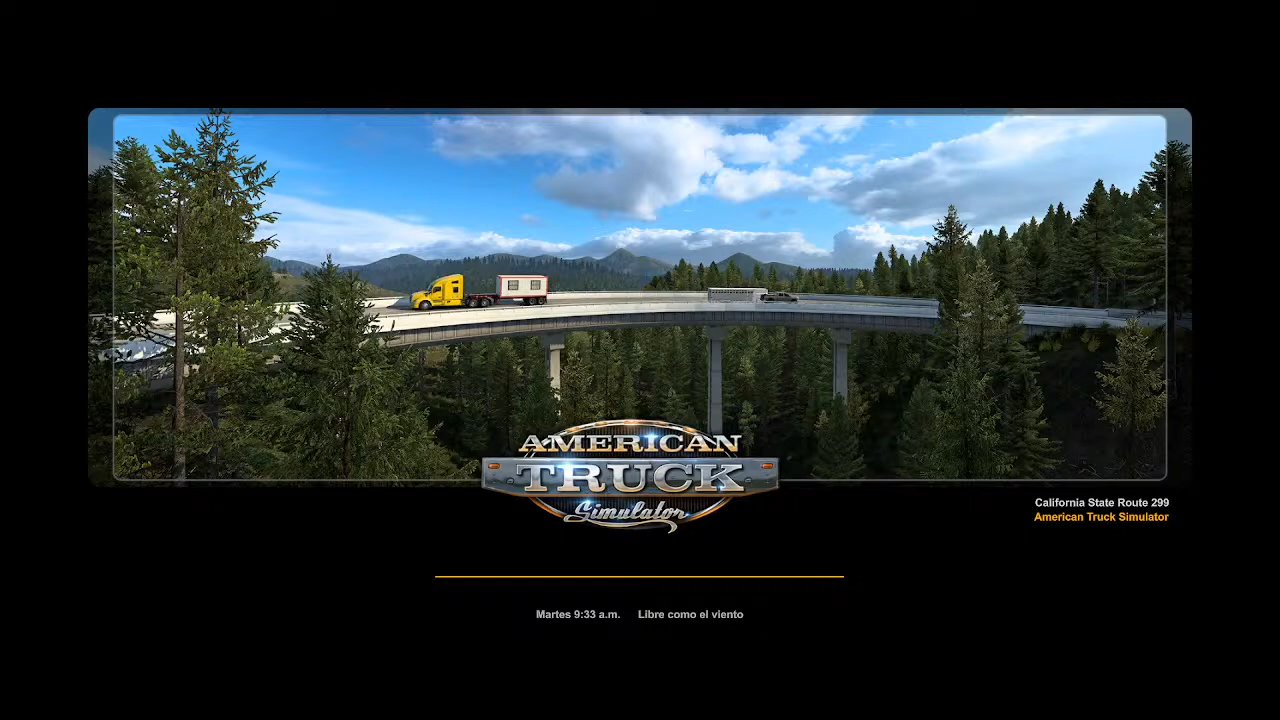 AMERICAN
TRUCK
Simulator
California State Route 299
American Truck Simulator
Martes 9:33 a.m. Libre como el viento